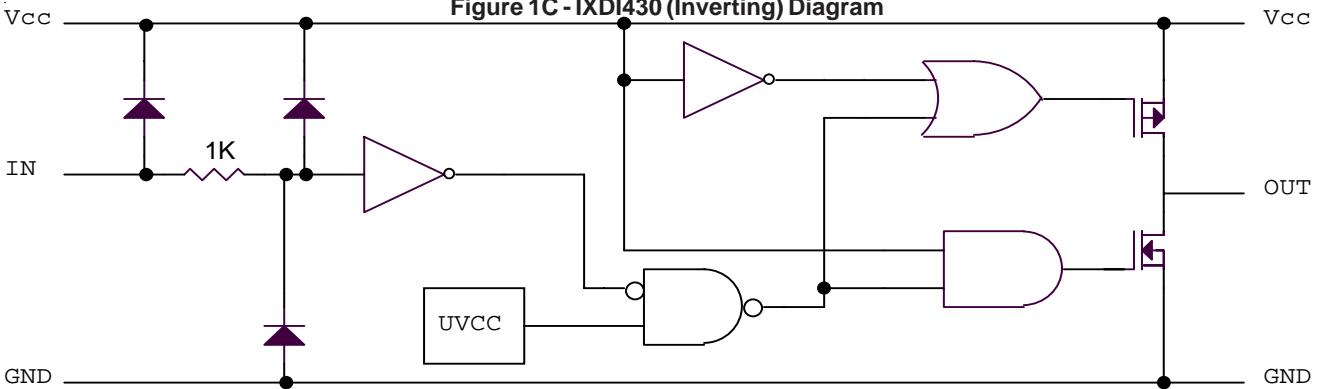 Figure 1C - IXDI430 (Inverting) Diagram
Vcc
Vcc
1K
IN
OUT
UVCC
GND
GND